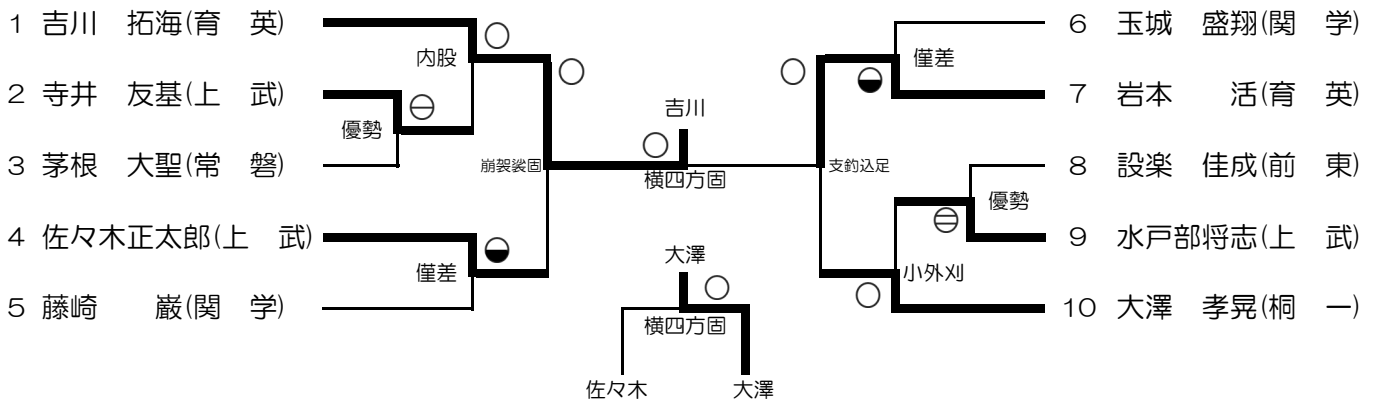 1 吉川 拓海(育 英)
2 寺井 友基(上 武)
3 茅根 大聖(常 磐)
4 佐々木正太郎(上 武)
5 藤崎 巌(関 学)
内股
優勢
僅差
崩袈裟固
吉川
横四方固
大澤
横四方固
佐々木 大澤
支釣込足
僅差
優勢
小外刈
6 玉城 盛翔(関 学)
7 岩本 活(育 英)
8 設楽 佳成(前 東)
9 水戸部将志(上 武)
10 大澤 孝晃(桐 一)